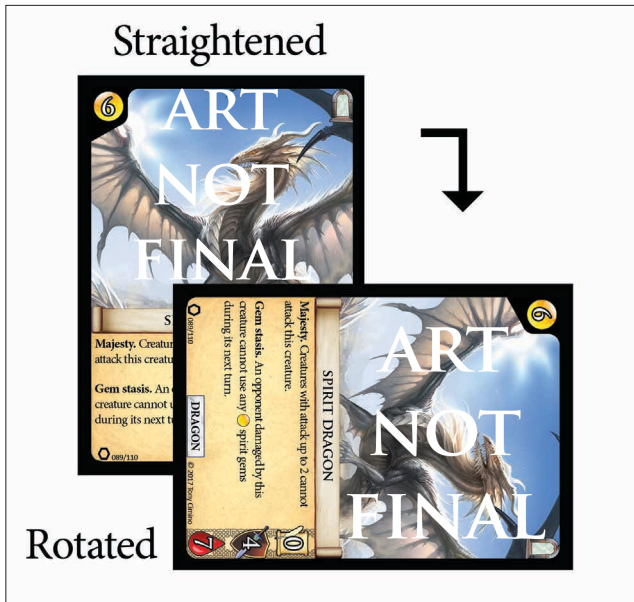 Straightened
6
ART
NOT
FINAL
S
Majesty. Creatur
attack this creatu
Gem stasis. An
creature cannot u
during its next t
089/110
6
ART
NOT
FINAL
SPIRIT DRAGON
Majesty. Creatures with attack up to 2 cannot
attack this creature.
Gem stasis. An opponent damaged by this
creature cannot use any spirit gems
during its next turn.
089/110
DRAGON
© 2017 Tony Cimino
7
4
0
Rotated